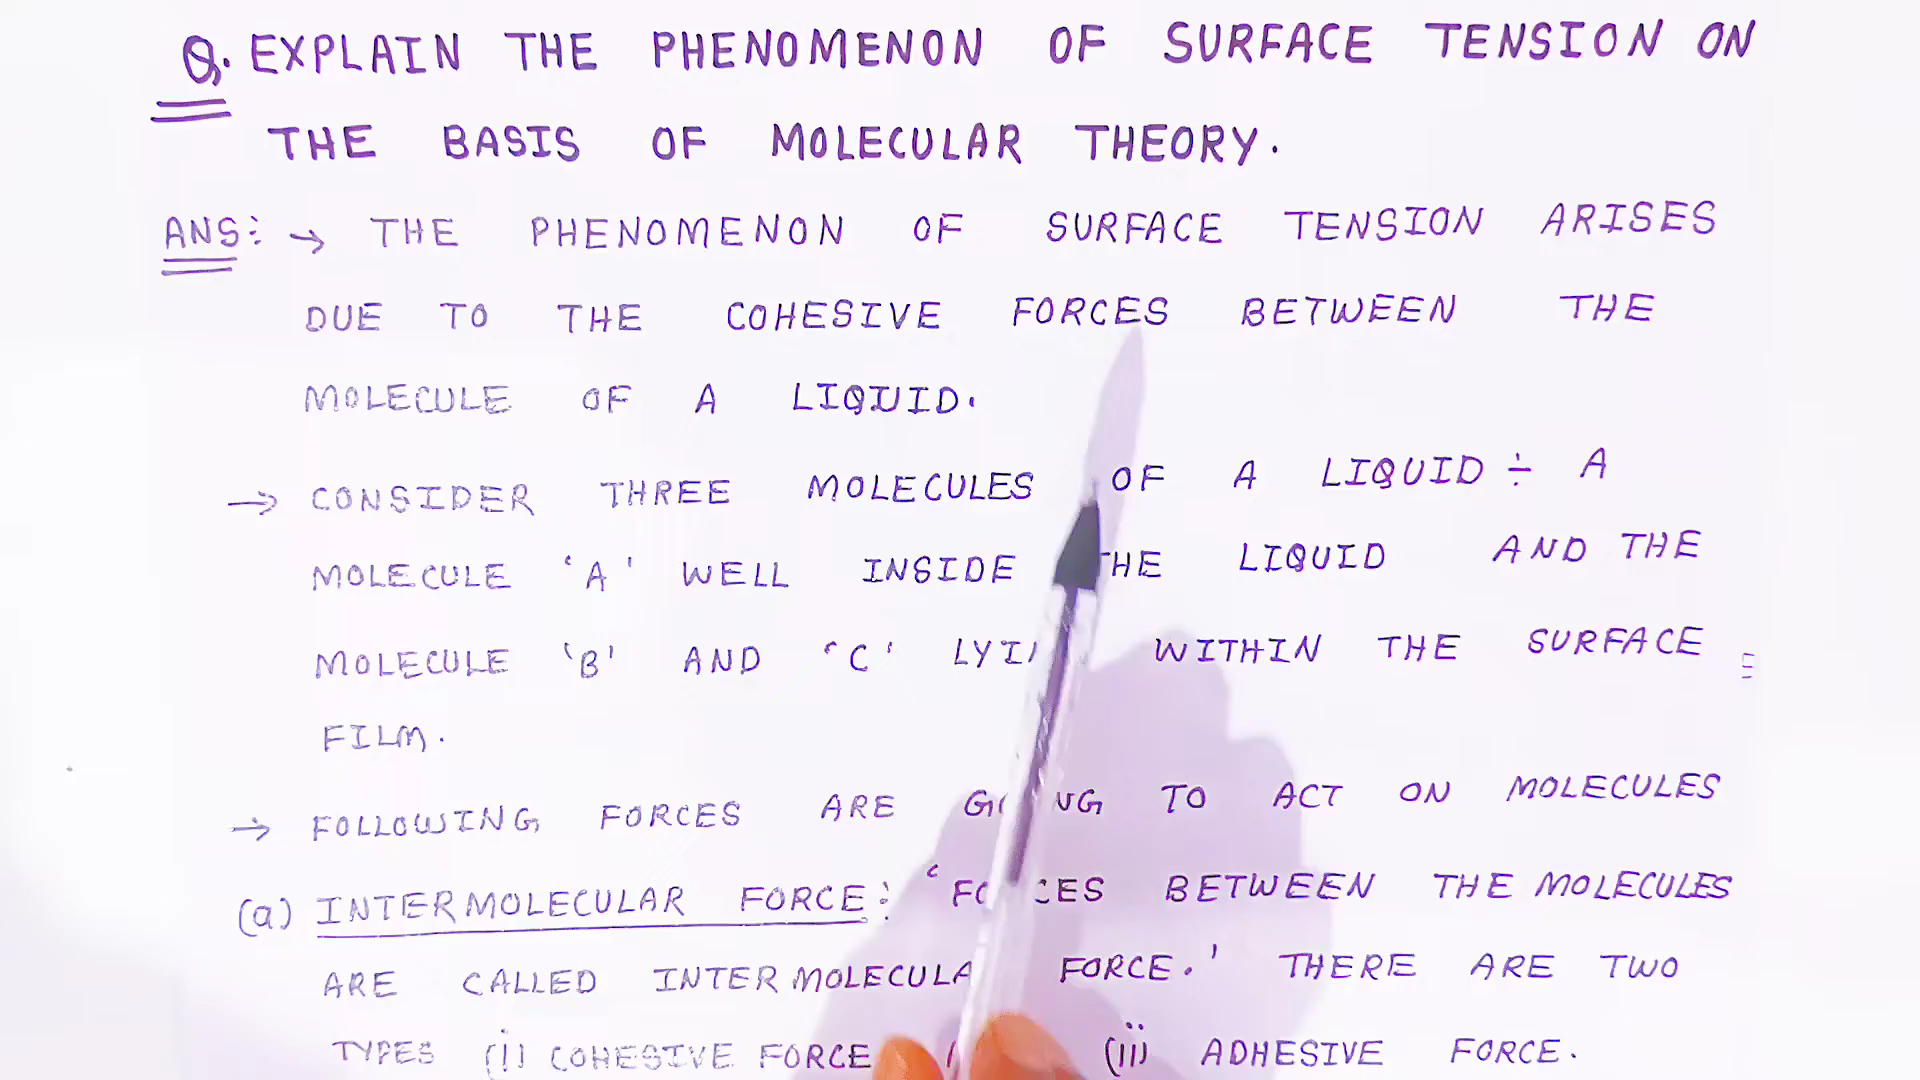 Q. EXPLAIN THE PHENOMENON OF SURFACE TENSION ON
THE BASIS OF MOLECULAR THEORY.
ANS: → THE PHENOMENON OF SURFACE TENSION ARISES
DUE TO THE COHESIVE FORCES BETWEEN THE
MOLECULE OF A LIQUID.
→ CONSIDER THREE MOLECULES OF A LIQUID ÷ A
MOLECULE 'A' WELL INSIDE THE LIQUID AND THE
MOLECULE 'B' AND 'C' WITHIN THE SURFACE
FILM.
→ FOLLOWING FORCES ARE TO ACT ON MOLECULES
(a) INTERMOLECULAR FORCE: 'FORCES BETWEEN THE MOLECULES
ARE CALLED INTERMOLECULA FORCE.' THERE ARE TWO
TYPES (i) COHESIVE FORCE (ii) ADHESIVE FORCE.